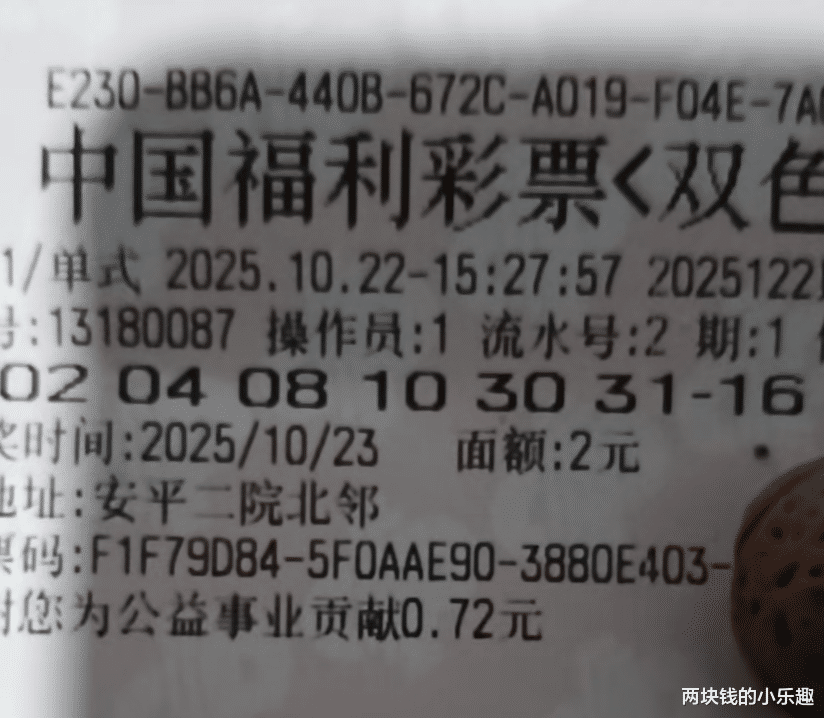 E230-BB6A-440B-672C-A019-F04E-7A
中国福利彩票<双色
1/单式 2025.10.22-15:27:57 2025122
号:13180087 操作员:1 流水号:2 期:1
02 04 08 10 30 31-16
奖时间:2025/10/23 面额:2元
地址:安平二院北邻
票码:F1F79D84-5F0AAE90-3880E403-
谢您为公益事业贡献0.72元
两块钱的小乐趣